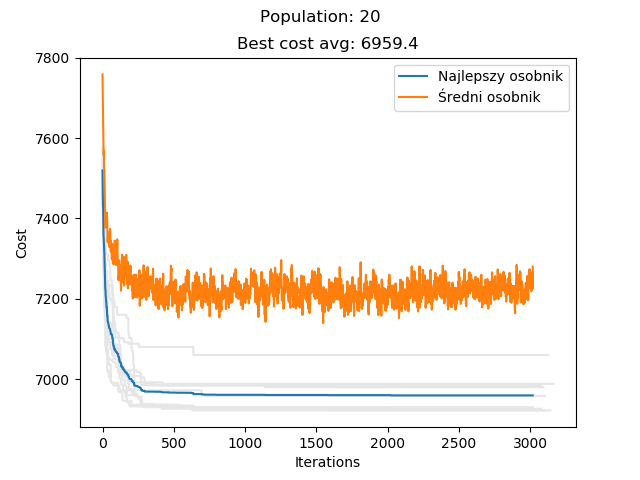 Population: 20
Best cost avg: 6959.4
7800
7600
7400
7200
7000
Cost
Najlepszy osobnik
Średni osobnik
0 500 1000 1500 2000 2500 3000
Iterations